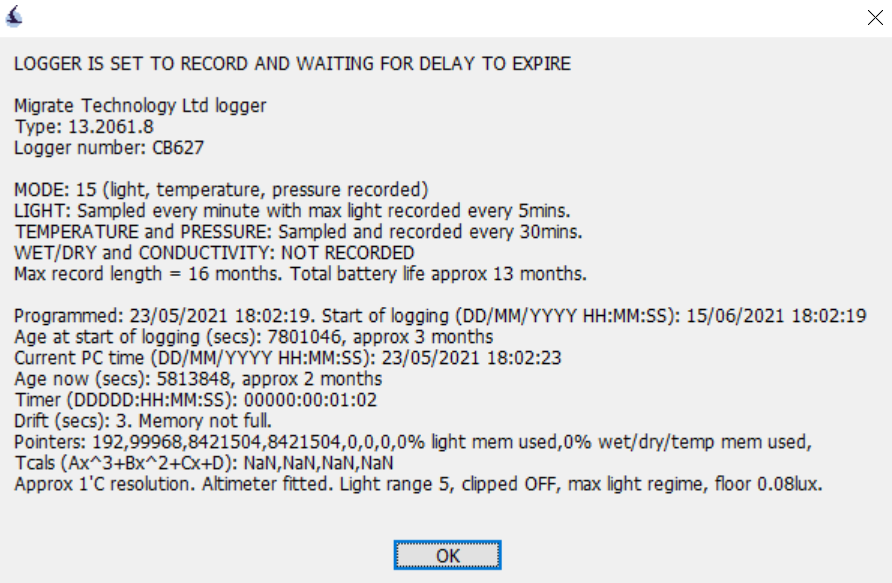 LOGGER IS SET TO RECORD AND WAITING FOR DELAY TO EXPIRE
Migrate Technology Ltd logger
Type: 13.2061.8
Logger number: CB627
MODE: 15 (light, temperature, pressure recorded)
LIGHT: Sampled every minute with max light recorded every 5mins.
TEMPERATURE and PRESSURE: Sampled and recorded every 30mins.
WET/DRY and CONDUCTIVITY: NOT RECORDED
Max record length = 16 months. Total battery life approx 13 months.
Programmed: 23/05/2021 18:02:19. Start of logging (DD/MM/YYYY HH:MM:SS): 15/06/2021 18:02:19
Age at start of logging (secs): 7801046, approx 3 months
Current PC time (DD/MM/YYYY HH:MM:SS): 23/05/2021 18:02:23
Age now (secs): 5813848, approx 2 months
Timer (DDDDD:HH:MM:SS): 00000:00:01:02
Drift (secs): 3. Memory not full.
Pointers: 192,99968,8421504,8421504,0,0,0,0% light mem used,0% wet/dry/temp mem used,
Tcals (Ax^3+Bx^2+Cx+D): NaN,NaN,NaN,NaN
Approx 1'C resolution. Altimeter fitted. Light range 5, clipped OFF, max light regime, floor 0.08lux.
OK